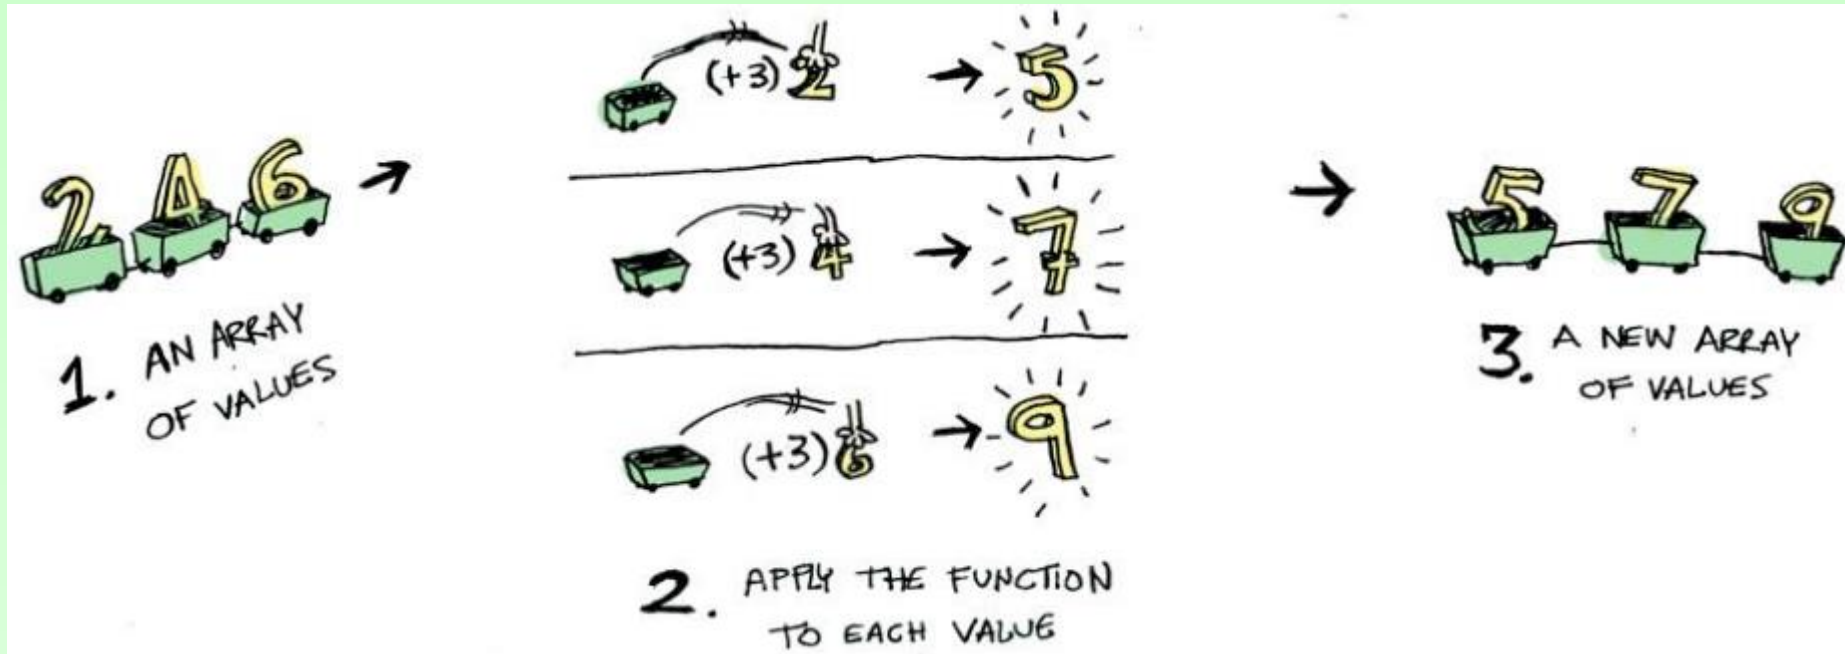 2 4 6
1. AN ARRAY
OF VALUES
(+3) 2 → 5
(+3) 4 → 7
(+3) 6 → 9
2. APPLY THE FUNCTION
TO EACH VALUE
5 7 9
3. A NEW ARRAY
OF VALUES